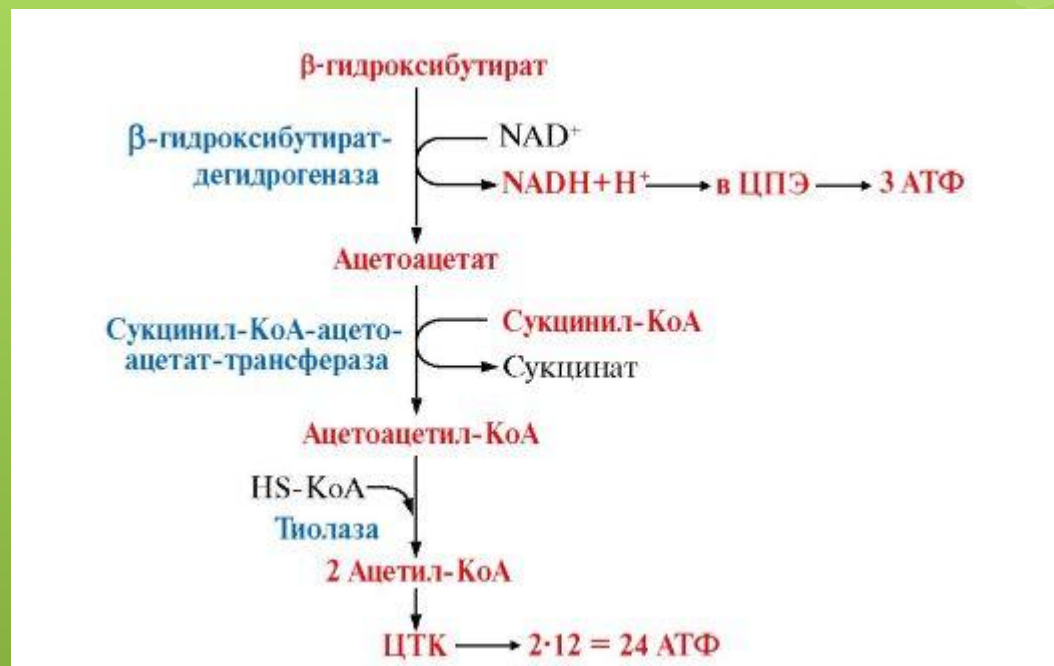 β-гидроксибутират
β-гидроксибутират-
дегидрогеназа
NAD⁺
NADH+H⁺ в ЦПЭ 3 АТФ
Ацетоацетат
Сукцинил-КоА-ацето-
ацетат-трансфераза
Сукцинил-КоА
Сукцинат
Ацетоацетил-КоА
HS-КоА
Тиолаза
2 Ацетил-КоА
ЦТК 2·12 = 24 АТФ